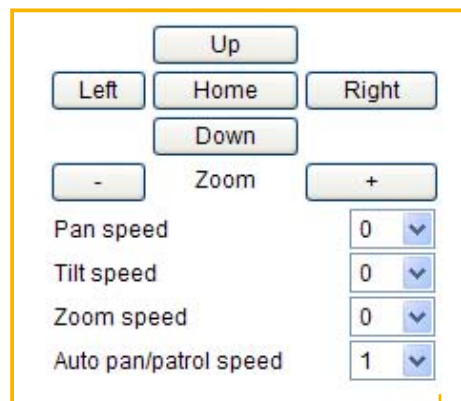 Up
Left Home Right
Down
- Zoom +
Pan speed 0
Tilt speed 0
Zoom speed 0
Auto pan/patrol speed 1